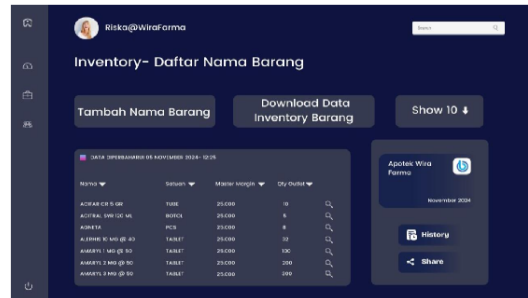 Riska@WiraFarma
Search
Inventory- Daftar Nama Barang
Tambah Nama Barang
Download Data
Inventory Barang
Show 10
DATA DIPERBAHARUI 05 NOVEMBER 2024- 12:25
Nama Satuan Master Margin Qty Outlet
ACIFAR CR 5 GR TUBE 25.000 10
ACITRAL SYR 120 ML BOTOL 25.000 5
PCS 25.000 8
ALERHIS 10 MG @ 40 TABLET 25.000 32
AMARYL 1 MG @ 50 TABLET 25.000
AMARYL 2 MG @ 50 TABLET 25.000 200
AMARYL 3 MG @ 50 TABLET 25.000 300
Apotek Wira
Farma
November 2024
History
Share